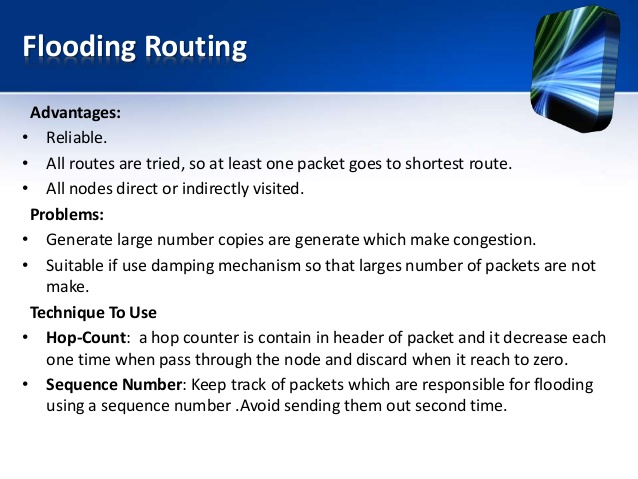 Flooding Routing
Advantages:
• Reliable.
• All routes are tried, so at least one packet goes to shortest route.
• All nodes direct or indirectly visited.
Problems:
• Generate large number copies are generate which make congestion.
• Suitable if use damping mechanism so that larges number of packets are not
make.
Technique To Use
• Hop-Count:  a hop counter is contain in header of packet and it decrease each
one time when pass through the node and discard when it reach to zero.
• Sequence Number: Keep track of packets which are responsible for flooding
using a sequence number .Avoid sending them out second time.